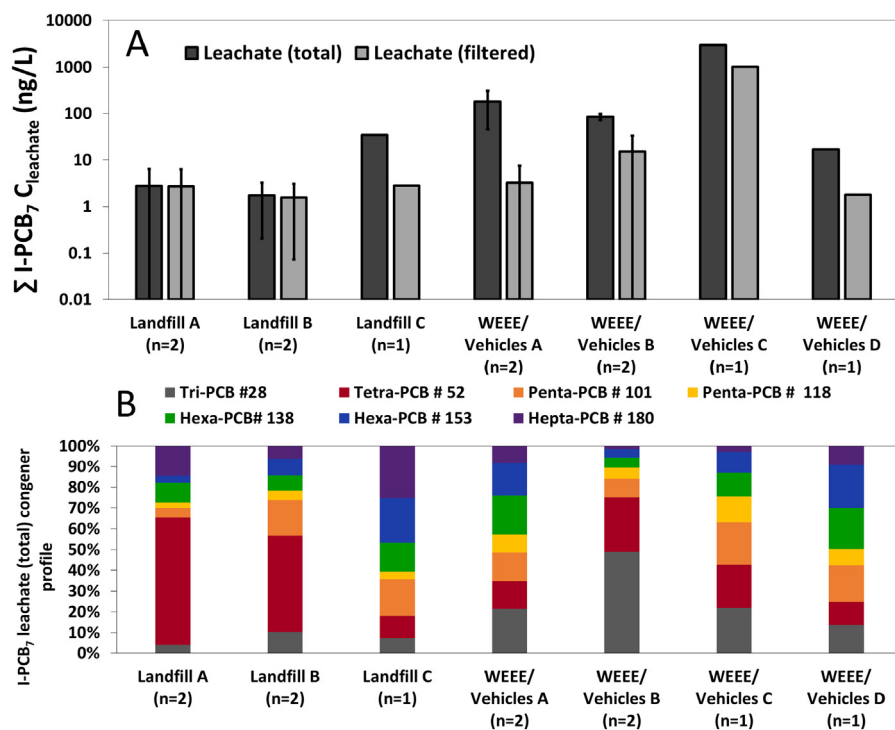 A
Leachate (total) Leachate (filtered)
∑ I-PCB₇ C leachate (ng/L)
10000
1000
100
10
1
0.1
0.01
Landfill A Landfill B Landfill C WEEE/ WEEE/ WEEE/ WEEE/
(n=2) (n=2) (n=1) Vehicles A Vehicles B Vehicles C Vehicles D
(n=2) (n=2) (n=1) (n=1)
B
Tri-PCB #28 Tetra-PCB # 52 Penta-PCB # 101 Penta-PCB # 118
Hexa-PCB# 138 Hexa-PCB # 153 Hepta-PCB # 180
I-PCB₇ leachate (total) congener
profile
100%
90%
80%
70%
60%
50%
40%
30%
20%
10%
0%
Landfill A Landfill B Landfill C WEEE/ WEEE/ WEEE/ WEEE/
(n=2) (n=2) (n=1) Vehicles A Vehicles B Vehicles C Vehicles D
(n=2) (n=2) (n=1) (n=1)